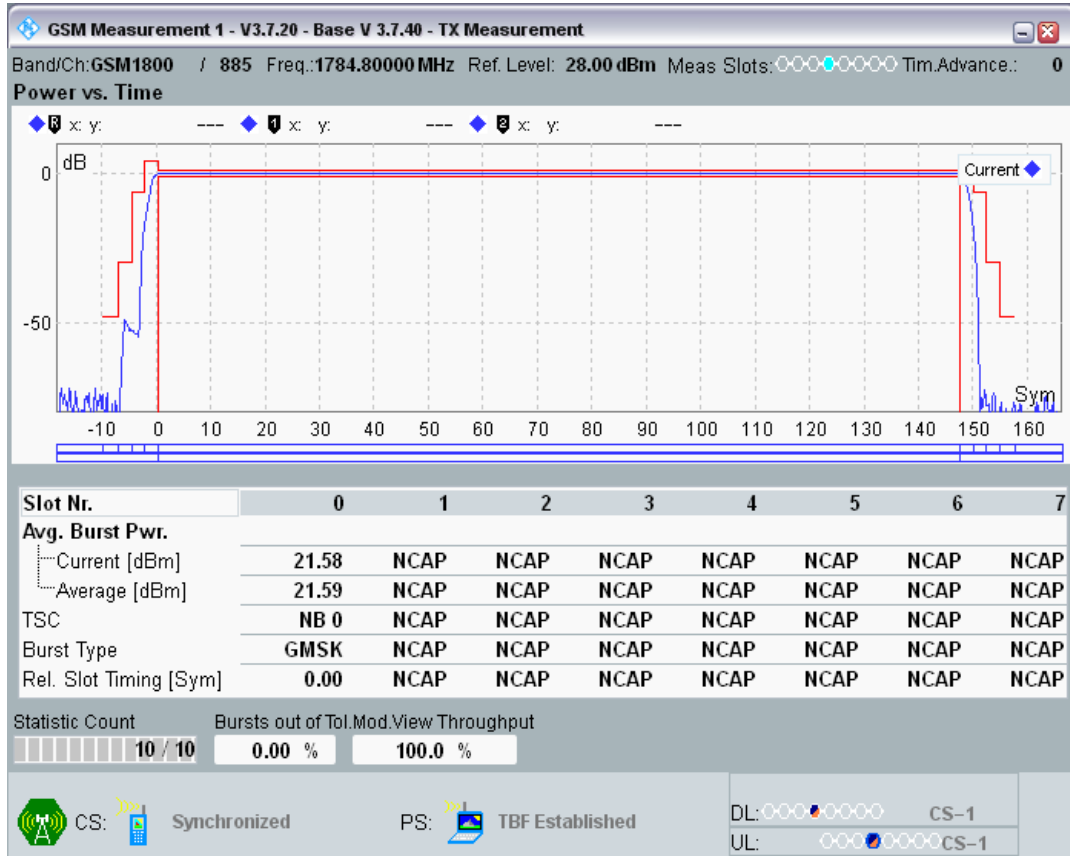 GSM Measurement 1 - V3.7.20 - Base V 3.7.40 - TX Measurement
Band/Ch:GSM1800 / 885 Freq.:1784.80000 MHz Ref. Level: 28.00 dBm Meas Slots: Tim.Advance.: 0
Power vs. Time
R x: y: --- 1 x: y: --- 2 x: y: ---
dB
Current
0
-50
Sym
-10 0 10 20 30 40 50 60 70 80 90 100 110 120 130 140 150 160
Slot Nr. 0 1 2 3 4 5 6 7
Avg. Burst Pwr.
Current [dBm] 21.58 NCAP NCAP NCAP NCAP NCAP NCAP NCAP
Average [dBm] 21.59 NCAP NCAP NCAP NCAP NCAP NCAP NCAP
TSC NB 0 NCAP NCAP NCAP NCAP NCAP NCAP NCAP
Burst Type GMSK NCAP NCAP NCAP NCAP NCAP NCAP NCAP
Rel. Slot Timing [Sym] 0.00 NCAP NCAP NCAP NCAP NCAP NCAP NCAP
Statistic Count Bursts out of Tol. Mod.View Throughput
10 / 10 0.00 % 100.0 %
CS: Synchronized PS: TBF Established DL: CS-1
UL: CS-1